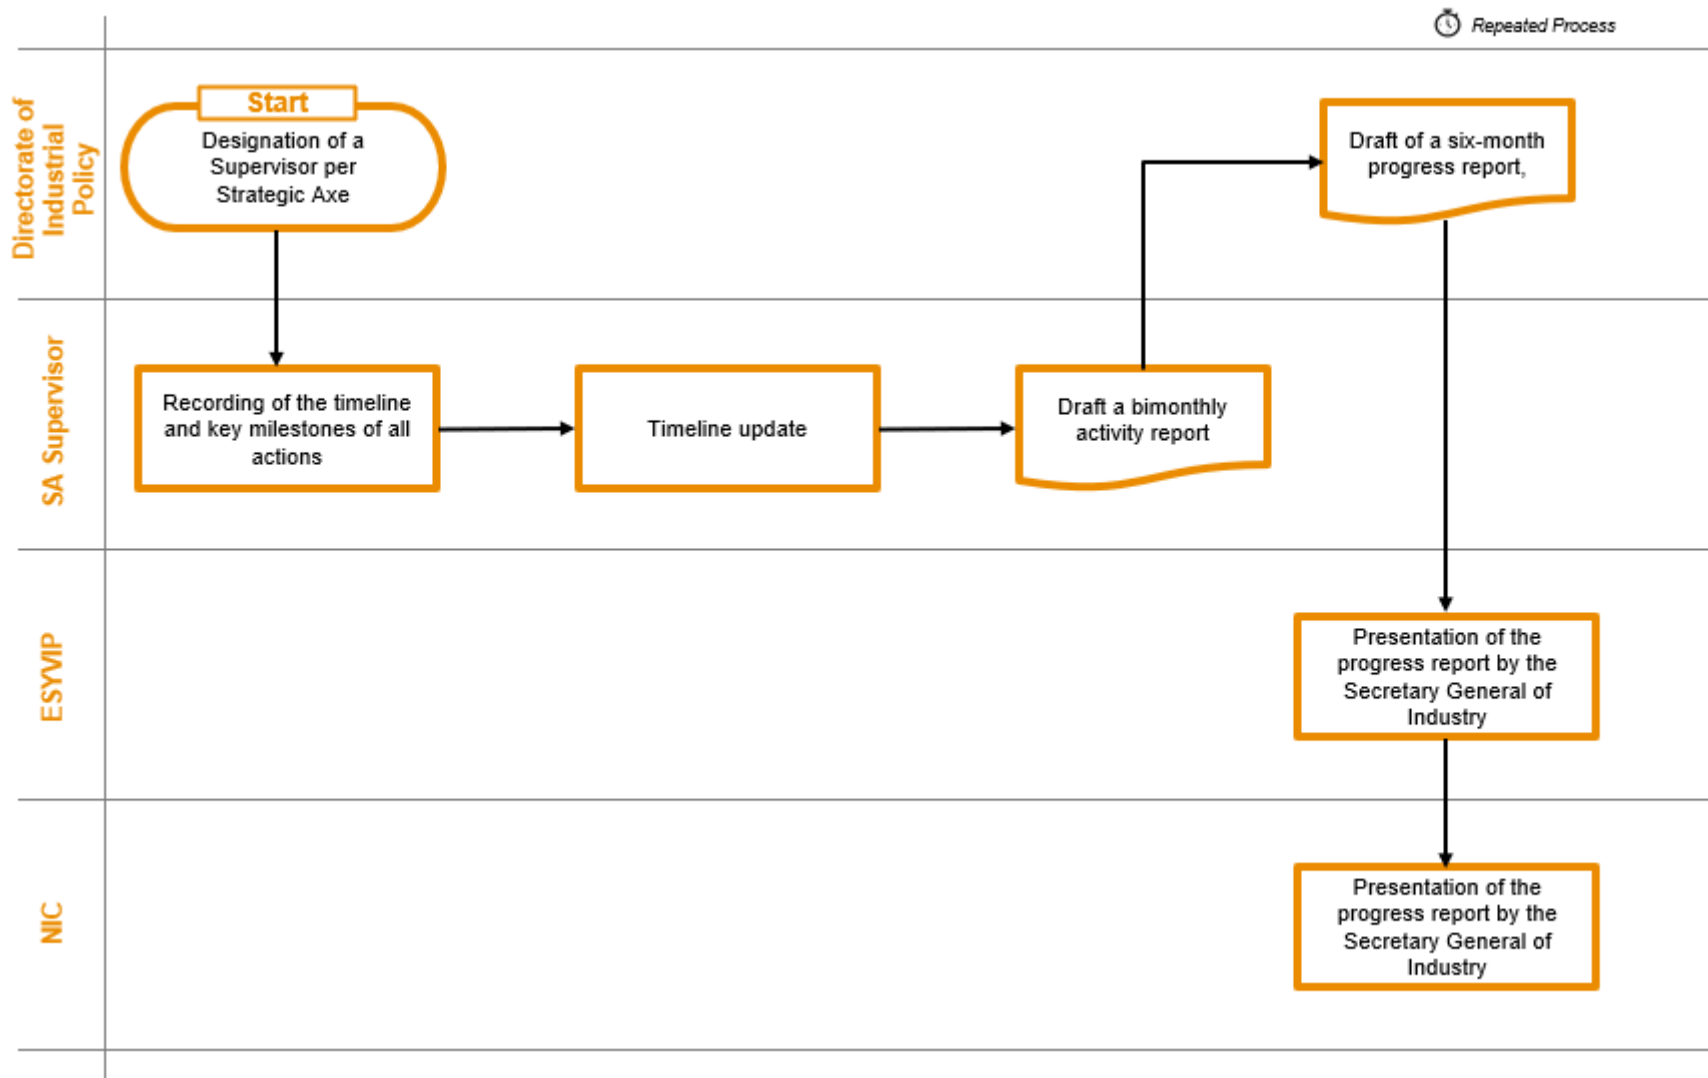 Repeated Process
Directorate of
Industrial
Policy
Start
Designation of a
Supervisor per
Strategic Axe
Draft of a six-month
progress report,
SA Supervisor
Recording of the timeline
and key milestones of all
actions
Timeline update
Draft a bimonthly
activity report
ESYVIP
Presentation of the
progress report by the
Secretary General of
Industry
NIC
Presentation of the
progress report by the
Secretary General of
Industry